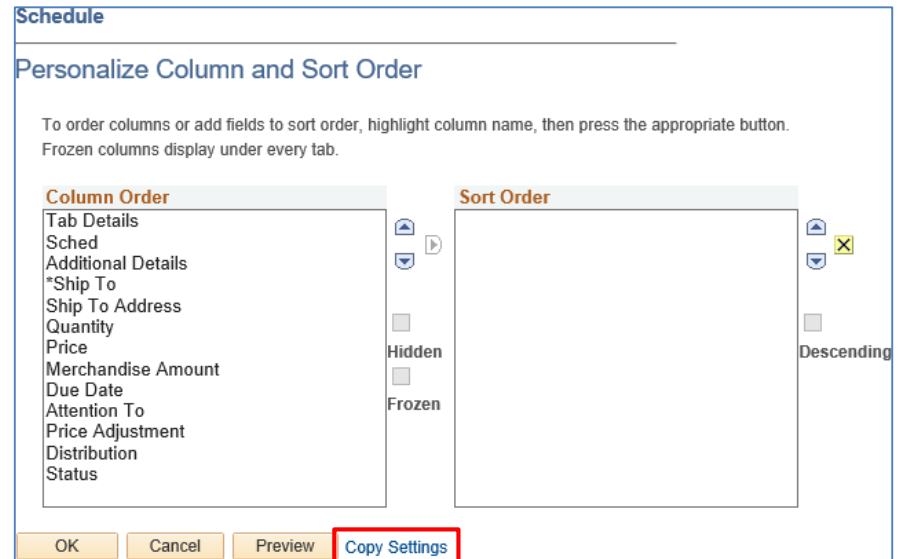 Schedule
Personalize Column and Sort Order
To order columns or add fields to sort order, highlight column name, then press the appropriate button.
Frozen columns display under every tab.
Column Order
Tab Details
Sched
Additional Details
*Ship To
Ship To Address
Quantity
Price
Merchandise Amount
Due Date
Attention To
Price Adjustment
Distribution
Status
Hidden
Frozen
Sort Order
Descending
OK Cancel Preview Copy Settings